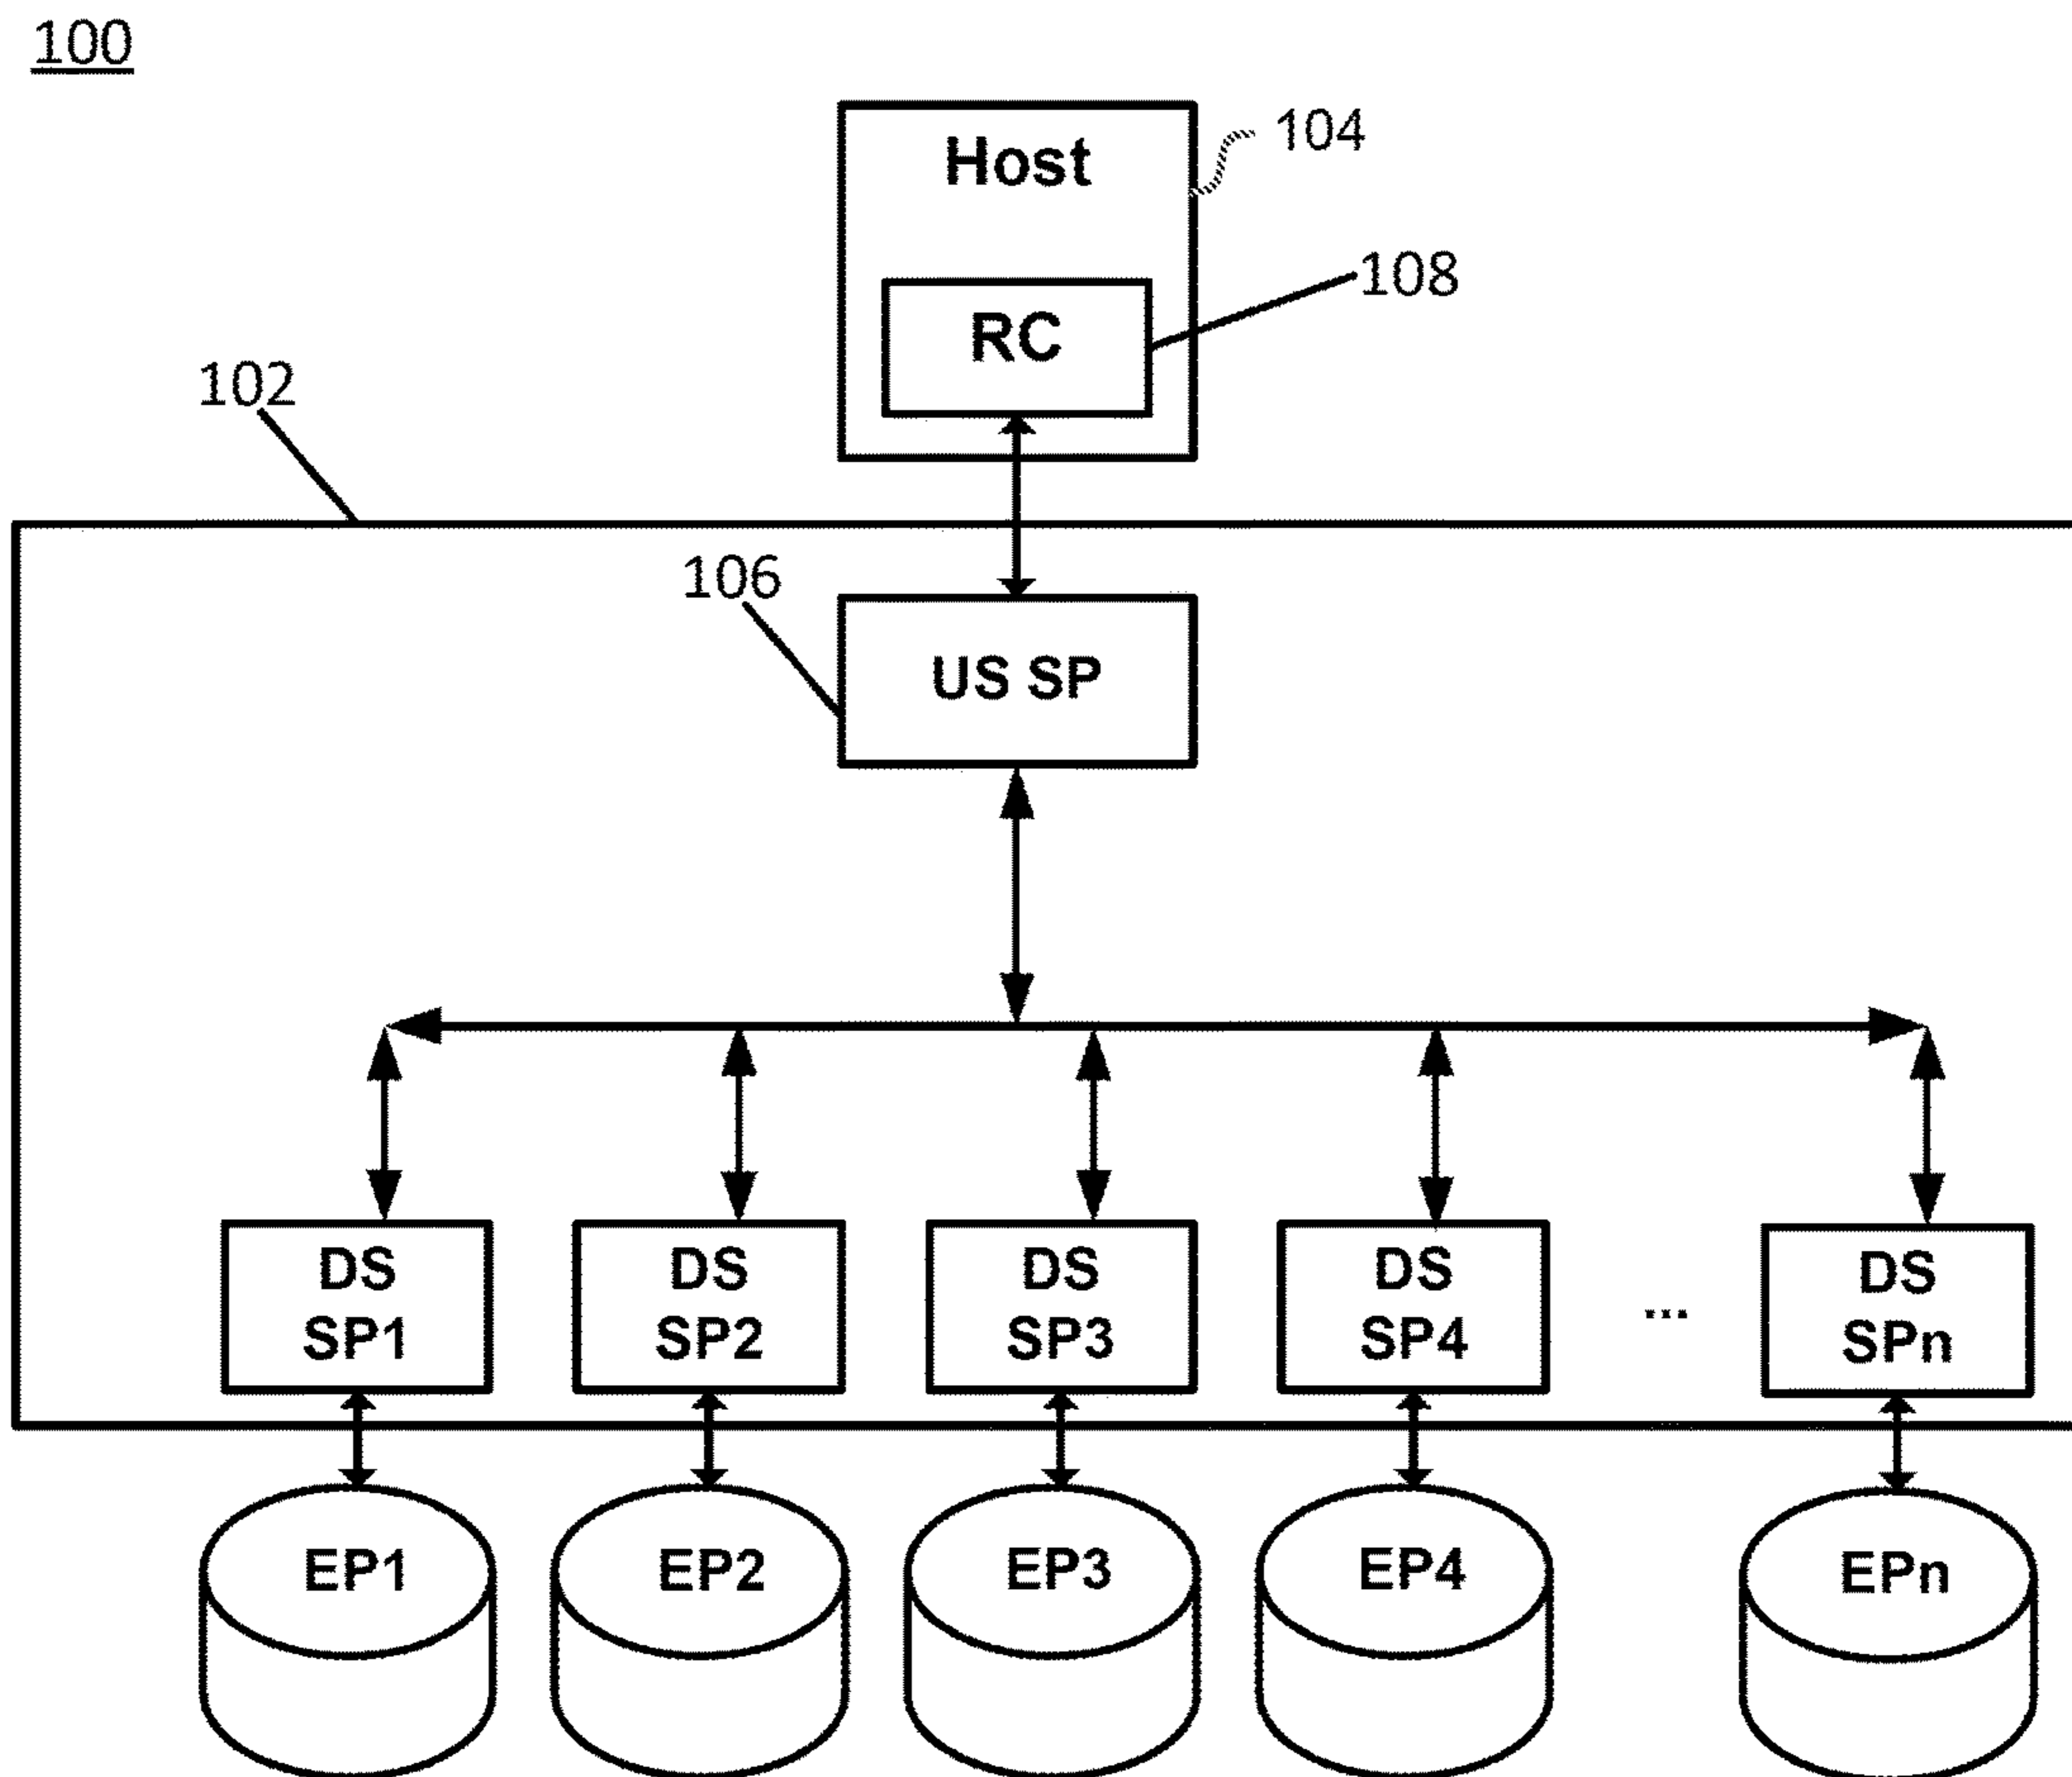 100
Host
104
RC
108
102
106
US SP
DS
SP1
DS
SP2
DS
SP3
DS
SP4
...
DS
SPn
EP1
EP2
EP3
EP4
EPn